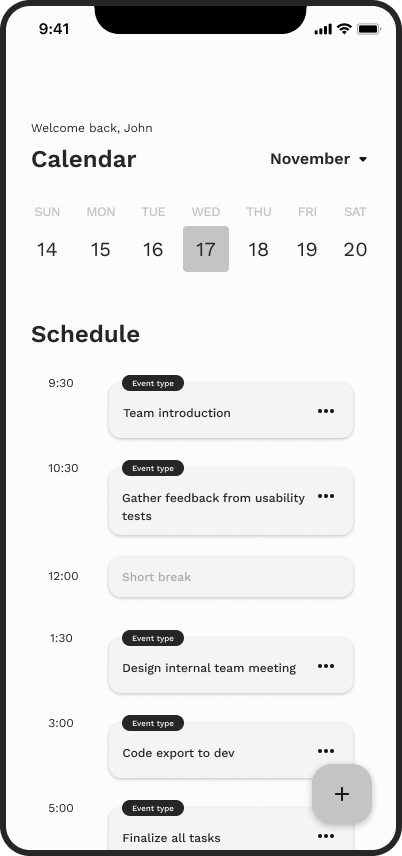 9:41
Welcome back, John
Calendar
November
SUN MON TUE WED THU FRI SAT
14 15 16 17 18 19 20
Schedule
9:30
Event type
Team introduction
10:30
Event type
Gather feedback from usability
tests
12:00
Short break
1:30
Event type
Design internal team meeting
3:00
Event type
Code export to dev
5:00
Event type
Finalize all tasks